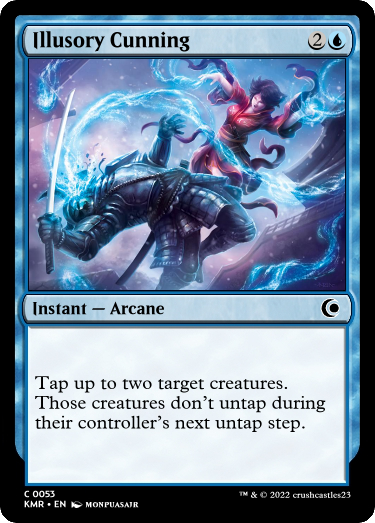 Illusory Cunning 2
Instant — Arcane
Tap up to two target creatures.
Those creatures don't untap during
their controller's next untap step.
C 0053
KMR • EN MONPUASAJR
™ & © 2022 crushcastles23